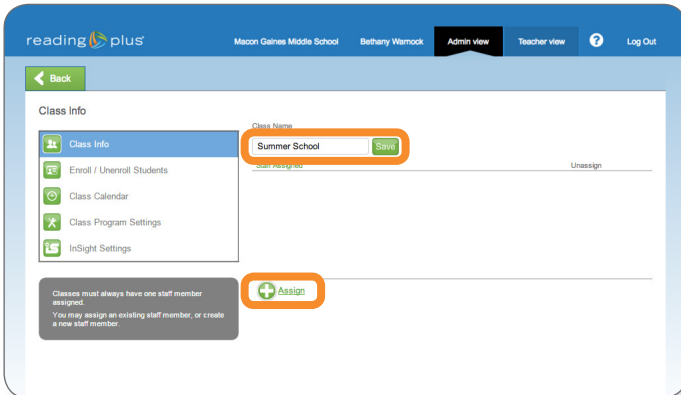 reading plus
Macon Gaines Middle School
Bethany Warnock
Admin view
Teacher view
?
Log Out
Back
Class Info
Class Info
Enroll / Unenroll Students
Class Calendar
Class Program Settings
InSight Settings
Classes must always have one staff member
assigned.
You may assign an existing staff member, or create
a new staff member.
Class Name
Summer School
Save
Staff Assigned
Unassign
Assign